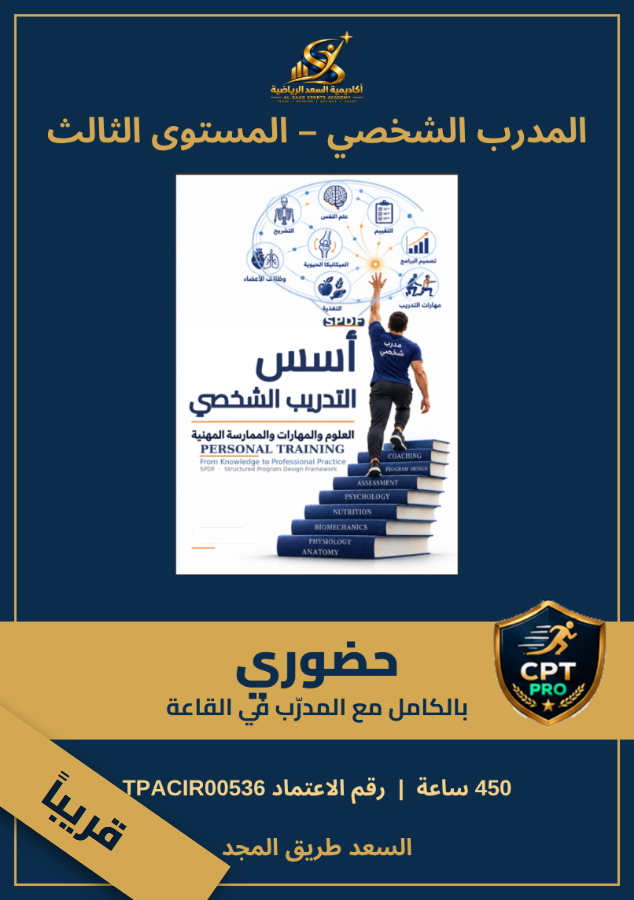 أكاديمية السعد الرياضية
AL-SAAD SPORTS ACADEMY
المدرب الشخصي – المستوى الثالث
علم النفس
التشريح
التقييم
الميكانيكا الحيوية
تصميم البرامج
وظائف الأعضاء
التغذية
مهارات التدريب
SPDF
أسس
التدريب الشخصي
مدرب
شخصي
العلوم والمهارات والممارسة المهنية
PERSONAL TRAINING
From Knowledge to Professional Practice
SPDF - Structured Program Design Framework
COACHING
PROGRAM DESIGN
ASSESSMENT
PSYCHOLOGY
NUTRITION
BIOMECHANICS
PHYSIOLOGY
ANATOMY
حضوري
بالكامل مع المدرّب في القاعة
CPT
PRO
450 ساعة | رقم الاعتماد TPACIR00536
قريباً
السعد طريق المجد